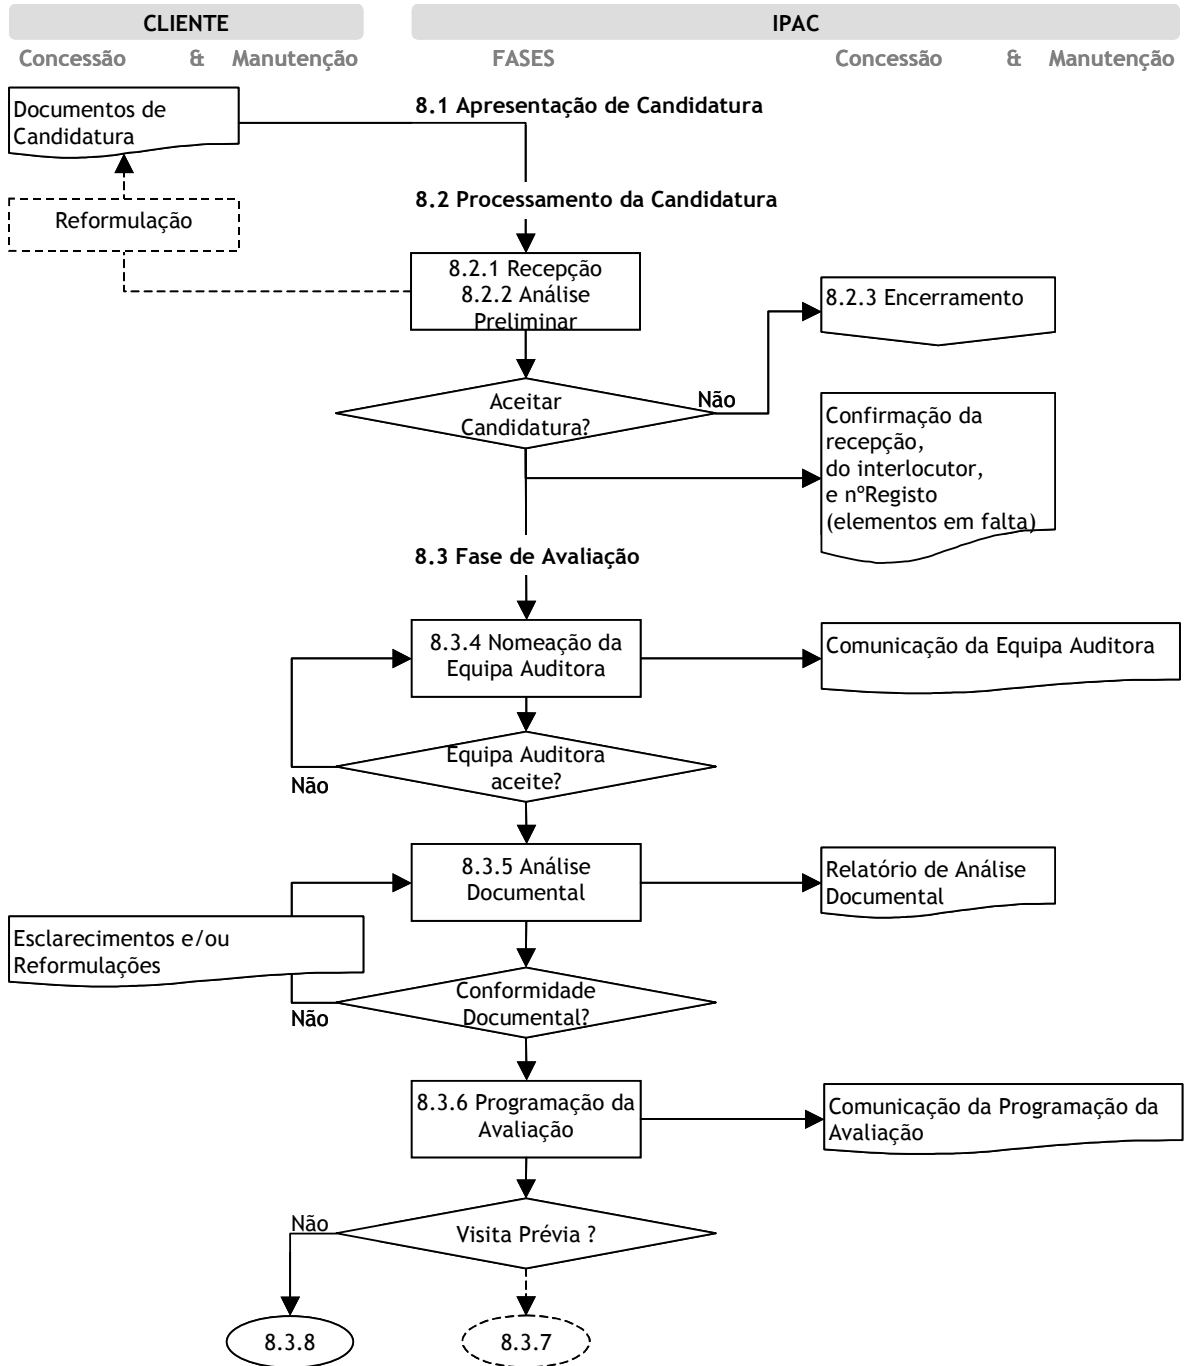 CLIENTE
IPAC
Concessão & Manutenção
FASES
Concessão & Manutenção
Documentos de
Candidatura
8.1 Apresentação de Candidatura
8.2 Processamento da Candidatura
Reformulação
8.2.1 Recepção
8.2.2 Análise
Preliminar
8.2.3 Encerramento
Aceitar
Candidatura?
Não
Confirmação da
recepção,
do interlocutor,
e nºRegisto
(elementos em falta)
8.3 Fase de Avaliação
8.3.4 Nomeação da
Equipa Auditora
Comunicação da Equipa Auditora
Equipa Auditora
aceite?
Não
8.3.5 Análise
Documental
Relatório de Análise
Documental
Esclarecimentos e/ou
Reformulações
Conformidade
Documental?
Não
8.3.6 Programação da
Avaliação
Comunicação da Programação da
Avaliação
Não
Visita Prévia ?
8.3.8
8.3.7